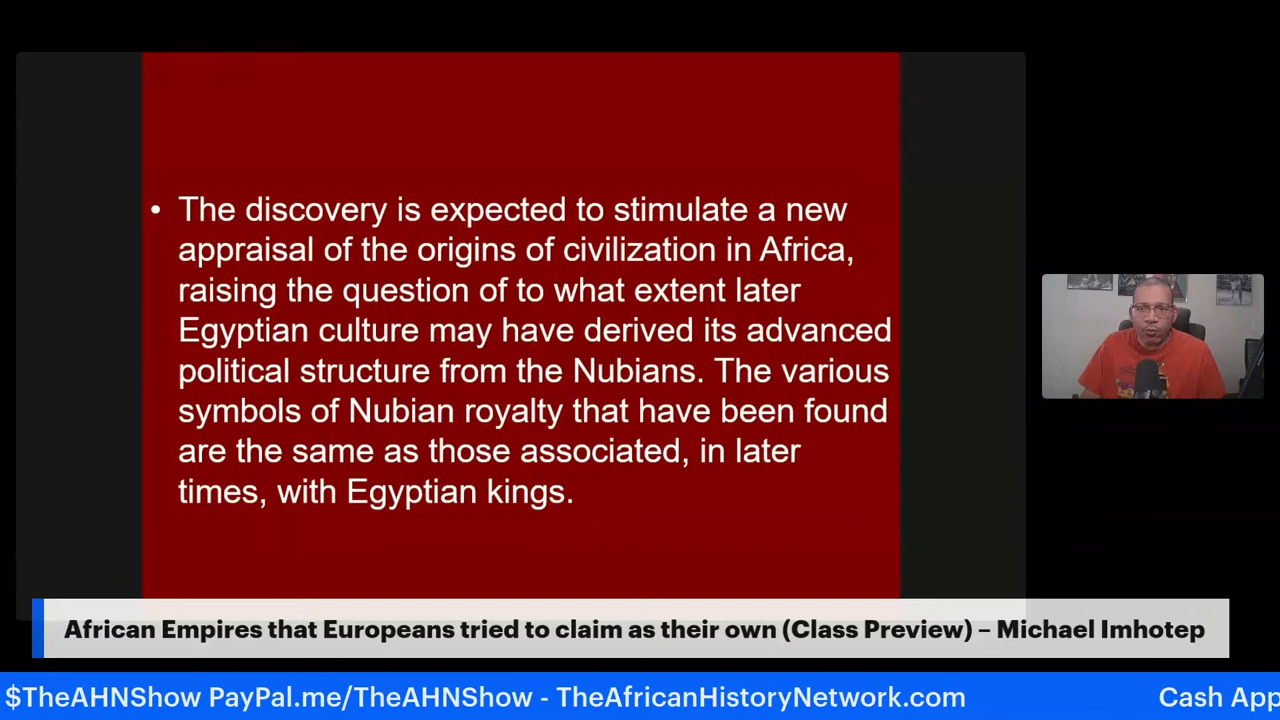 • The discovery is expected to stimulate a new
appraisal of the origins of civilization in Africa,
raising the question of to what extent later
Egyptian culture may have derived its advanced
political structure from the Nubians. The various
symbols of Nubian royalty that have been found
are the same as those associated, in later
times, with Egyptian kings.
African Empires that Europeans tried to claim as their own (Class Preview) – Michael Imhotep
$TheAHNShow PayPal.me/TheAHNShow - TheAfricanHistoryNetwork.com Cash App